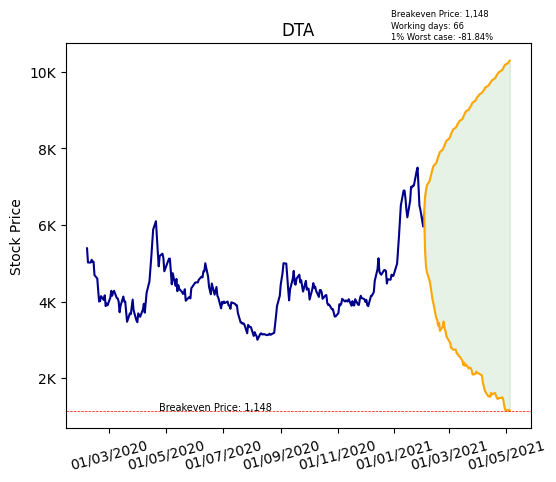 Breakeven Price: 1,148
Working days: 66
1% Worst case: -81.84%
DTA
Stock Price
10K
8K
6K
4K
2K
Breakeven Price: 1,148
01/03/2020
01/05/2020
01/07/2020
01/09/2020
01/11/2020
01/01/2021
01/03/2021
01/05/2021